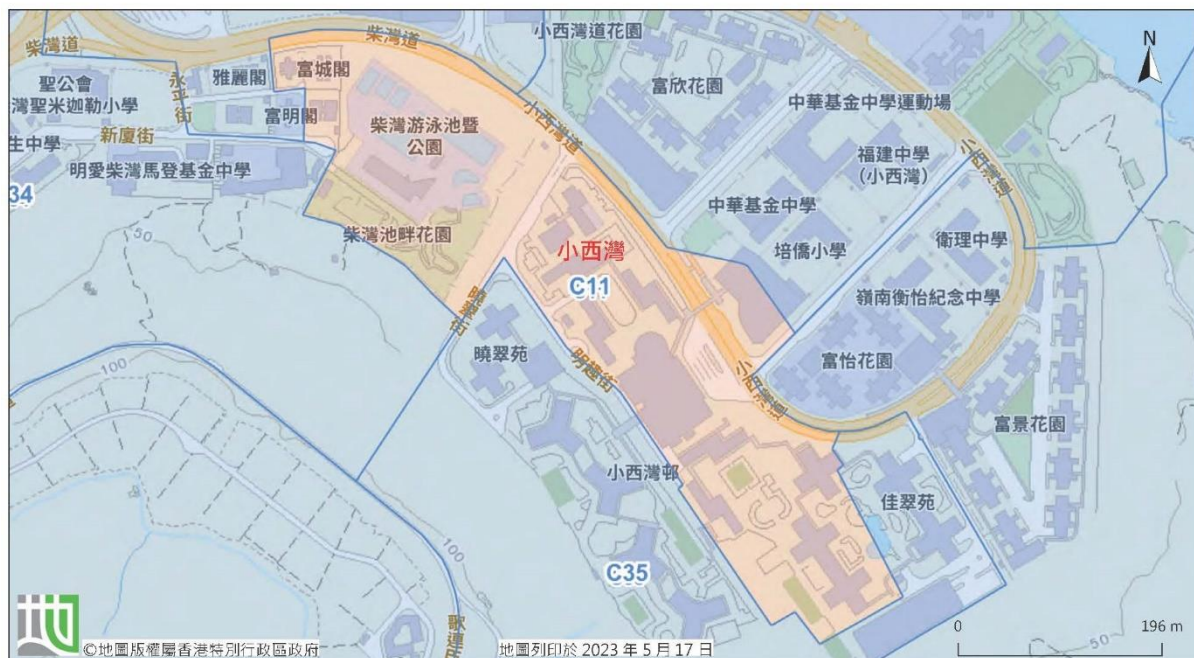 柴灣道
柴灣道
小西灣道花園
N
聖公會
灣聖米迦勒小學
永平街
雅麗閣
富城閣
富欣花園
中華基金中學運動場
生中學
新廈街
富明閣
柴灣游泳池暨
公園
小西灣道
福建中學
(小西灣)
小西灣道
明愛柴灣馬登基金中學
34
中華基金中學
衛理中學
50
柴灣池畔花園
小西灣
培僑小學
C11
嶺南衡怡紀念中學
曉翠街
100
曉翠苑
明趣街
小西灣道
富怡花園
富景花園
小西灣邨
佳翠苑
100
C35
歌連臣
0
196 m
50
©地圖版權屬香港特別行政區政府
地圖列印於 2023 年 5 月 17 日